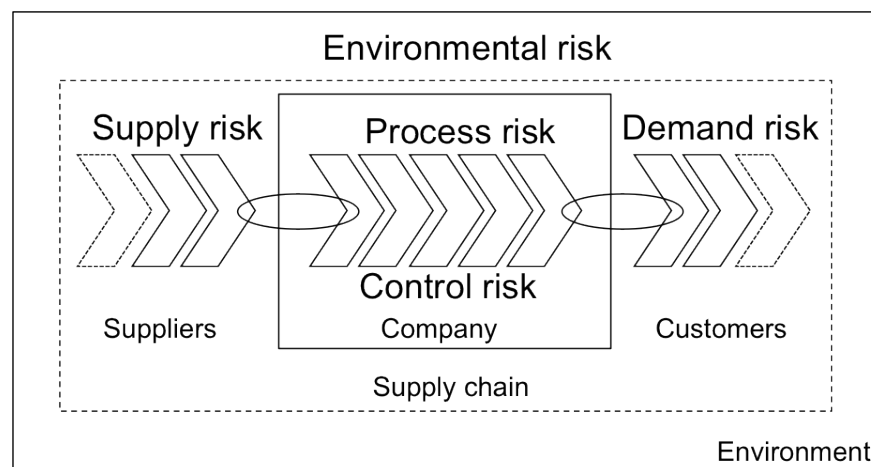 Environmental risk
Supply risk
Process risk
Demand risk
Control risk
Suppliers
Company
Customers
Supply chain
Environment